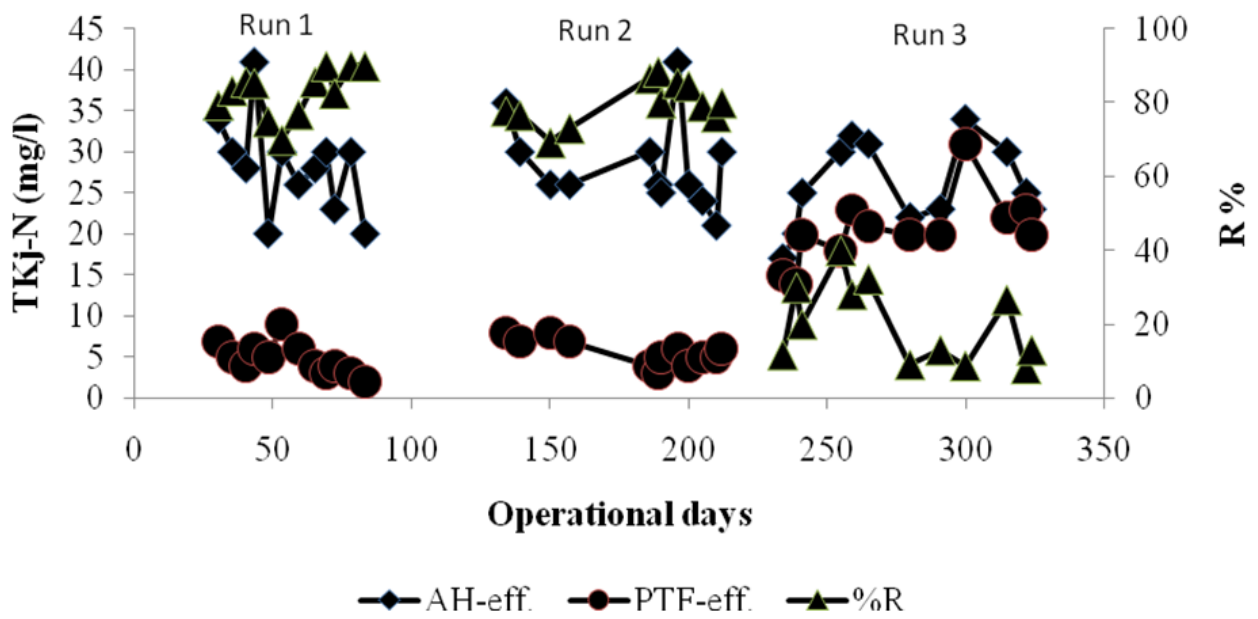 Run 1
Run 2
Run 3
45
40
35
30
25
20
15
10
5
0
TKj-N (mg/l)
100
80
60
40
20
0
R %
0 50 100 150 200 250 300 350
Operational days
AH-eff. PTF-eff. %R